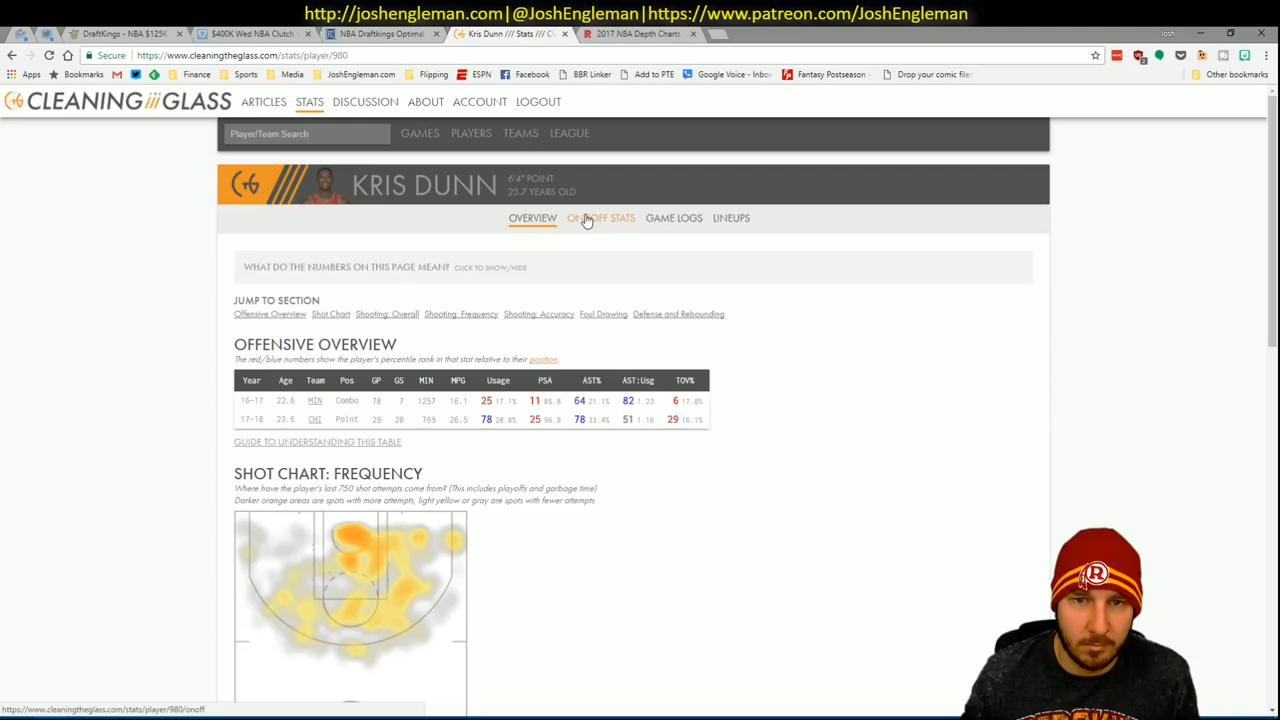 http://joshengleman.com|@JoshEngleman|https://www.patreon.com/JoshEngleman
DraftKings - NBA $125K
$400K Wed NBA Clutch
NBA Draftkings Optimal
Kris Dunn /// Stats /// Cl
2017 NBA Depth Charts
Josh
Secure
https://www.cleaningtheglass.com/stats/player/980
Apps
Bookmarks
Finance
Sports
Media
JoshEngleman.com
Flipping
ESPN
Facebook
BBR Linker
Add to PTE
Google Voice - Inbo
Fantasy Postseason
Drop your comic file
Other bookmarks
CLEANING THE GLASS ARTICLES STATS DISCUSSION ABOUT ACCOUNT LOGOUT
Player/Team Search GAMES PLAYERS TEAMS LEAGUE
CTG KRIS DUNN
6'4" POINT
23.7 YEARS OLD
OVERVIEW ON/OFF STATS GAME LOGS LINEUPS
WHAT DO THE NUMBERS ON THIS PAGE MEAN? CLICK TO SHOW/HIDE
JUMP TO SECTION
Offensive Overview Shot Chart Shooting: Overall Shooting: Frequency Shooting: Accuracy Foul Drawing Defense and Rebounding
OFFENSIVE OVERVIEW
The red/blue numbers show the player's percentile rank in that stat relative to their position.
Year Age Team Pos GP GS MIN MPG Usage PSA AST% AST:Usg TOV%
16-17 22.6 MIN Combo 78 7 1257 16.1 25 17.1% 11 85.6 64 21.1% 82 1.23 6 17.8%
17-18 23.6 CHI Point 29 20 769 26.5 78 28.8% 25 96.8 78 33.4% 51 1.16 29 16.1%
GUIDE TO UNDERSTANDING THIS TABLE
SHOT CHART: FREQUENCY
Where have the player's last 750 shot attempts come from? (This includes playoffs and garbage time)
Darker orange areas are spots with more attempts, light yellow or gray are spots with fewer attempts
R
https://www.cleaningtheglass.com/stats/player/980/onoff